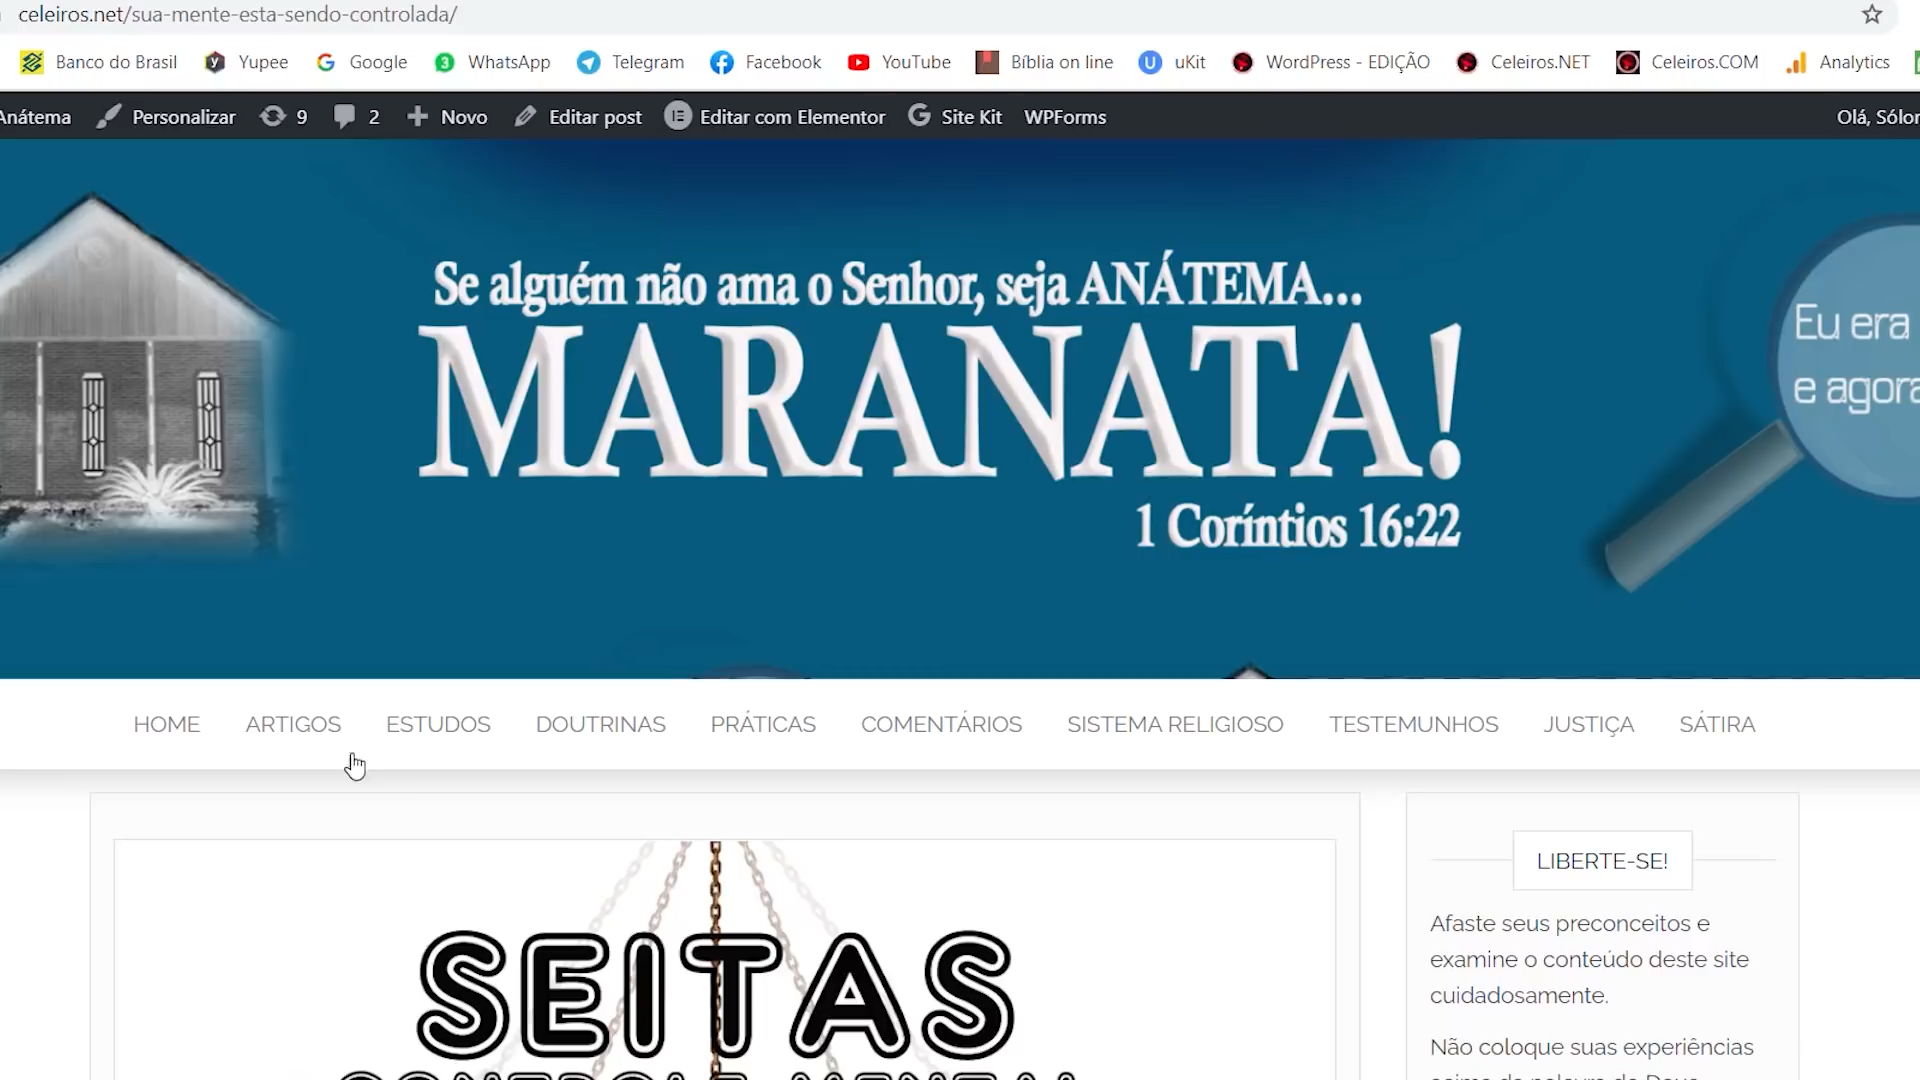 celeiros.net/sua-mente-esta-sendo-controlada/
Banco do Brasil Yupee Google WhatsApp Telegram Facebook YouTube Bíblia on line uKit WordPress - EDIÇÃO Celeiros.NET Celeiros.COM Analytics
Anátema Personalizar 9 2 Novo Editar post Editar com Elementor Site Kit WPForms Olá, Sólon
Se alguém não ama o Senhor, seja ANÁTEMA...
MARANATA!
1 Coríntios 16:22
Eu era
e agora
HOME ARTIGOS ESTUDOS DOUTRINAS PRÁTICAS COMENTÁRIOS SISTEMA RELIGIOSO TESTEMUNHOS JUSTIÇA SÁTIRA
SEITAS
LIBERTE-SE!
Afaste seus preconceitos e
examine o conteúdo deste site
cuidadosamente.
Não coloque suas experiências